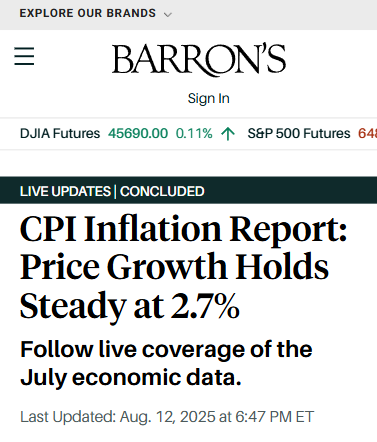 EXPLORE OUR BRANDS
BARRON'S
Sign In
DJIA Futures 45690.00 0.11% S&P 500 Futures
LIVE UPDATES | CONCLUDED
CPI Inflation Report:
Price Growth Holds
Steady at 2.7%
Follow live coverage of the
July economic data.
Last Updated: Aug. 12, 2025 at 6:47 PM ET